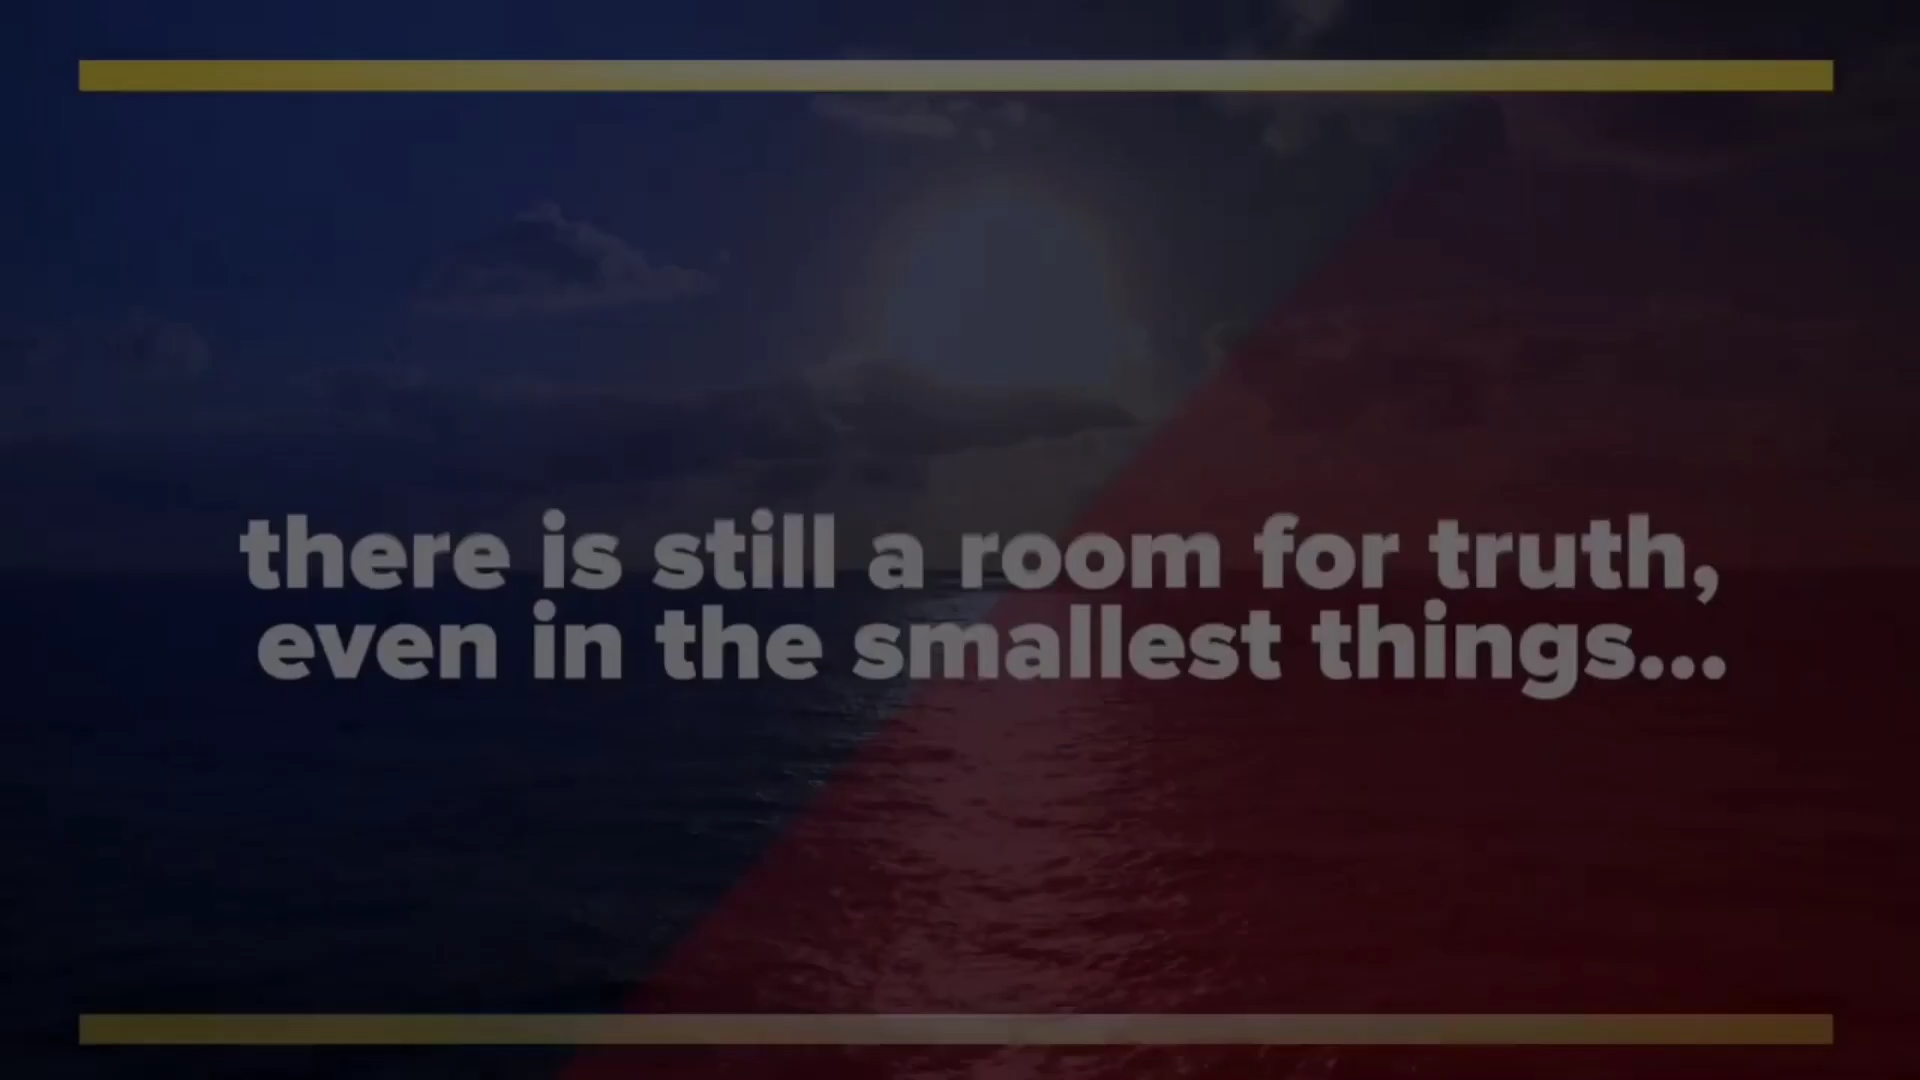 there is still a room for truth,
even in the smallest things...